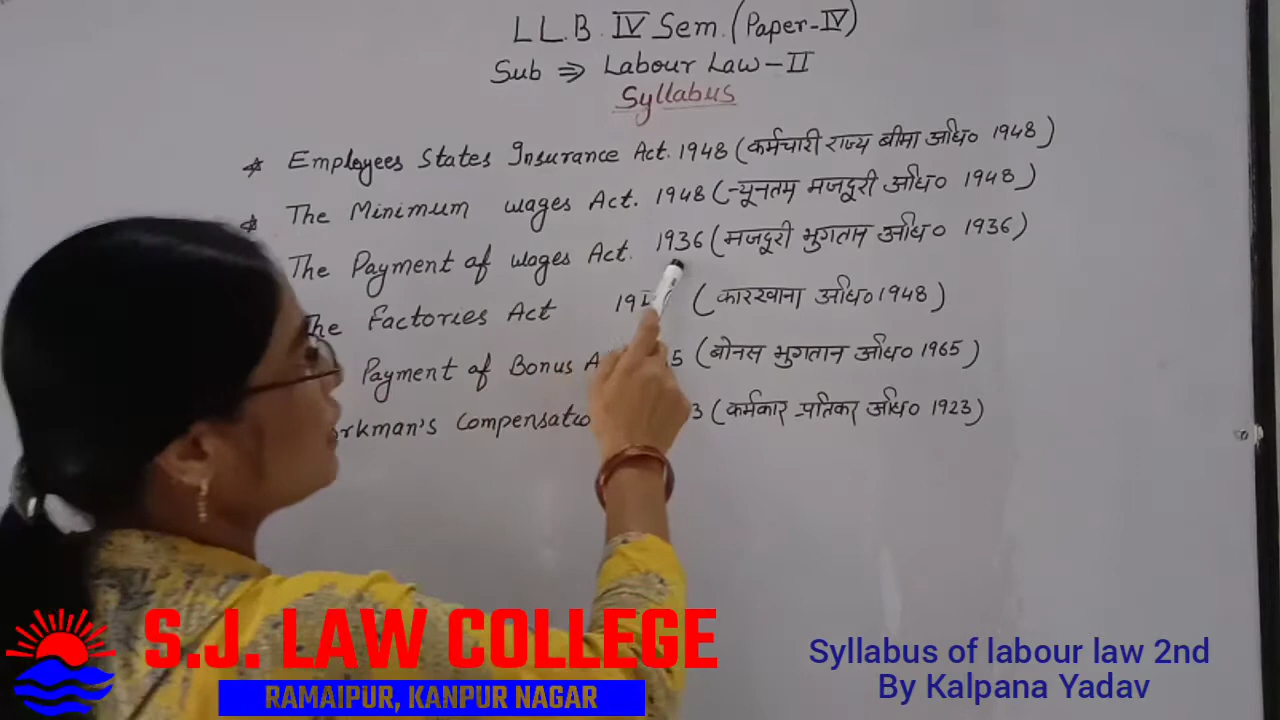 LL.B. IV Sem. (Paper-IV)
Sub ⇒ Labour Law-II
Syllabus
* Employees States Insurance Act. 1948 (कर्मचारी राज्य बीमा अधि० 1948)
* The Minimum wages Act. 1948 (न्यूनतम मजदूरी अधि० 1948)
The Payment of wages Act. 1936 (मजदूरी भुगतान अधि० 1936)
The Factories Act (कारखाना अधि० 1948)
Payment of Bonus (बोनस भुगतान अधि० 1965)
(कर्मकार प्रतिकर अधि० 1923)
S.J. LAW COLLEGE
RAMAIPUR, KANPUR NAGAR
Syllabus of labour law 2nd
By Kalpana Yadav